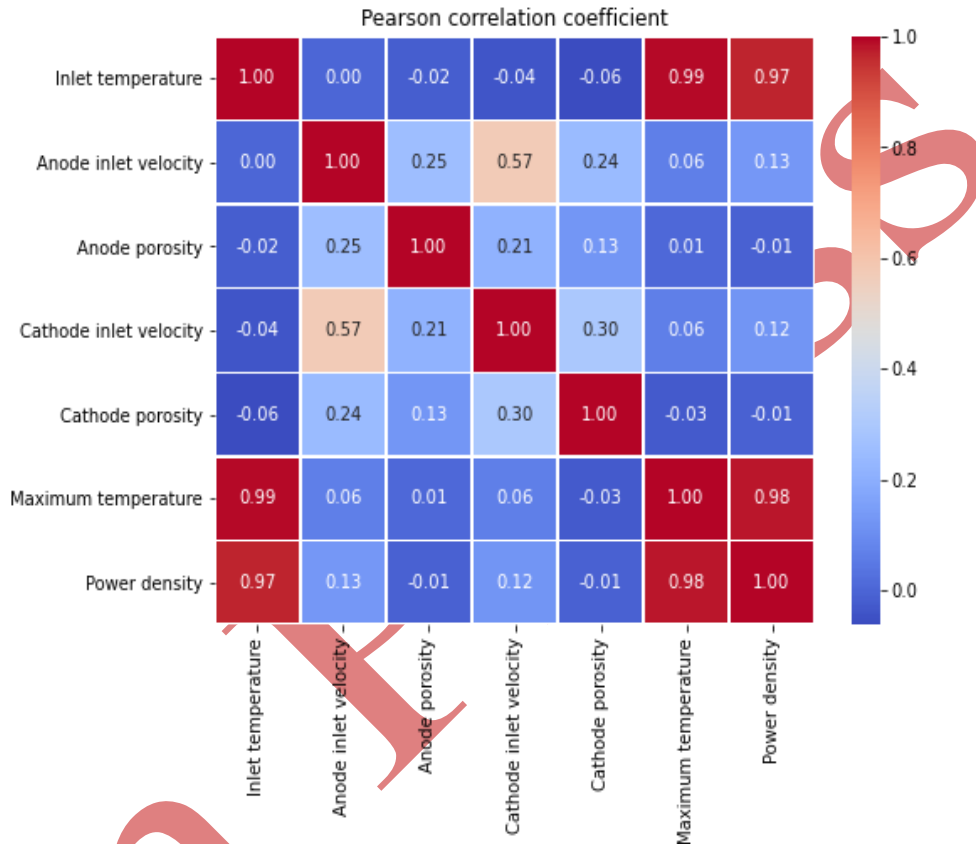 Pearson correlation coefficient
Inlet temperature 1.00 0.00 -0.02 -0.04 -0.06 0.99 0.97
Anode inlet velocity 0.00 1.00 0.25 0.57 0.24 0.06 0.13
Anode porosity -0.02 0.25 1.00 0.21 0.13 0.01 -0.01
Cathode inlet velocity -0.04 0.57 0.21 1.00 0.30 0.06 0.12
Cathode porosity -0.06 0.24 0.13 0.30 1.00 -0.03 -0.01
Maximum temperature 0.99 0.06 0.01 0.06 -0.03 1.00 0.98
Power density 0.97 0.13 -0.01 0.12 -0.01 0.98 1.00
Inlet temperature
Anode inlet velocity
Anode porosity
Cathode inlet velocity
Cathode porosity
Maximum temperature
Power density
1.0
0.8
0.6
0.4
0.2
0.0